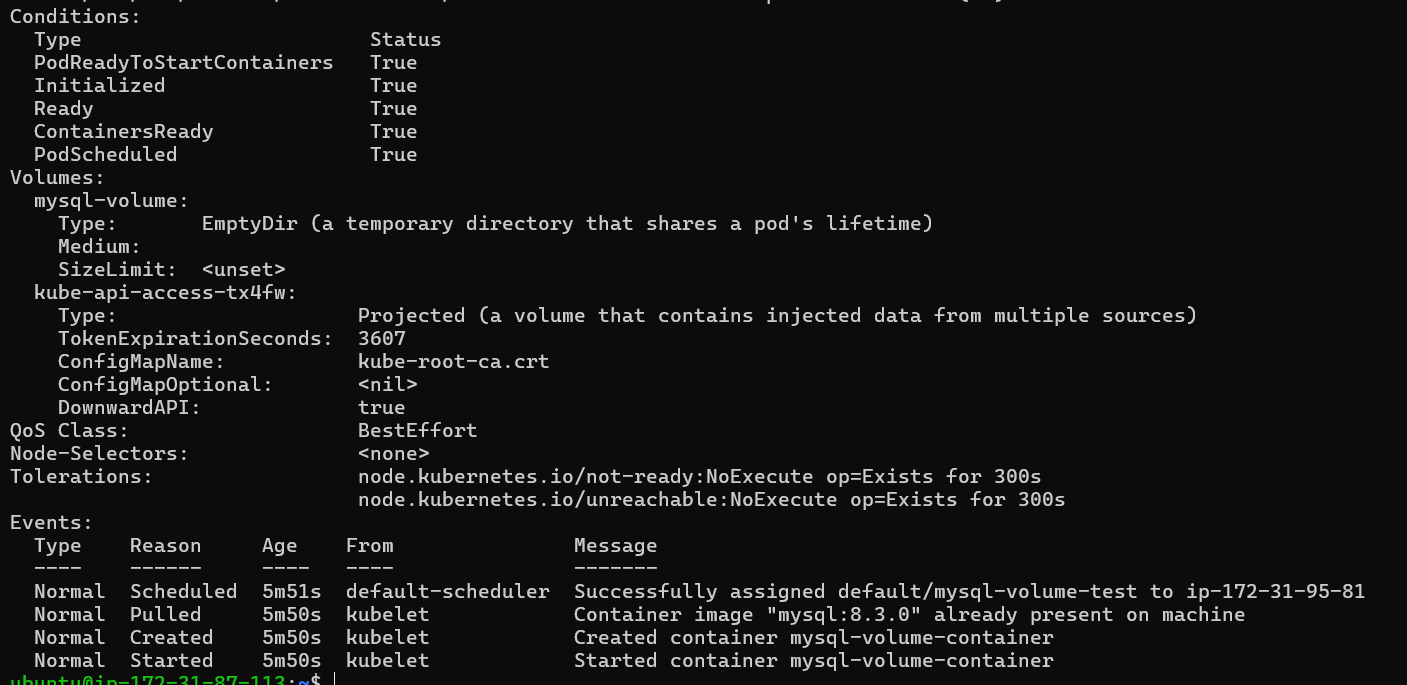 Conditions:
  Type                        Status
  PodReadyToStartContainers   True
  Initialized                 True
  Ready                       True
  ContainersReady             True
  PodScheduled                True
Volumes:
  mysql-volume:
    Type:       EmptyDir (a temporary directory that shares a pod's lifetime)
    Medium:
    SizeLimit:  <unset>
  kube-api-access-tx4fw:
    Type:                    Projected (a volume that contains injected data from multiple sources)
    TokenExpirationSeconds:  3607
    ConfigMapName:           kube-root-ca.crt
    ConfigMapOptional:       <nil>
    DownwardAPI:             true
QoS Class:                   BestEffort
Node-Selectors:              <none>
Tolerations:                 node.kubernetes.io/not-ready:NoExecute op=Exists for 300s
                             node.kubernetes.io/unreachable:NoExecute op=Exists for 300s
Events:
  Type    Reason     Age    From               Message
  ----    ------     ----   ----               -------
  Normal  Scheduled  5m51s  default-scheduler  Successfully assigned default/mysql-volume-test to ip-172-31-95-81
  Normal  Pulled     5m50s  kubelet            Container image "mysql:8.3.0" already present on machine
  Normal  Created    5m50s  kubelet            Created container mysql-volume-container
  Normal  Started    5m50s  kubelet            Started container mysql-volume-container
ubuntu@ip-172-31-87-113:~$